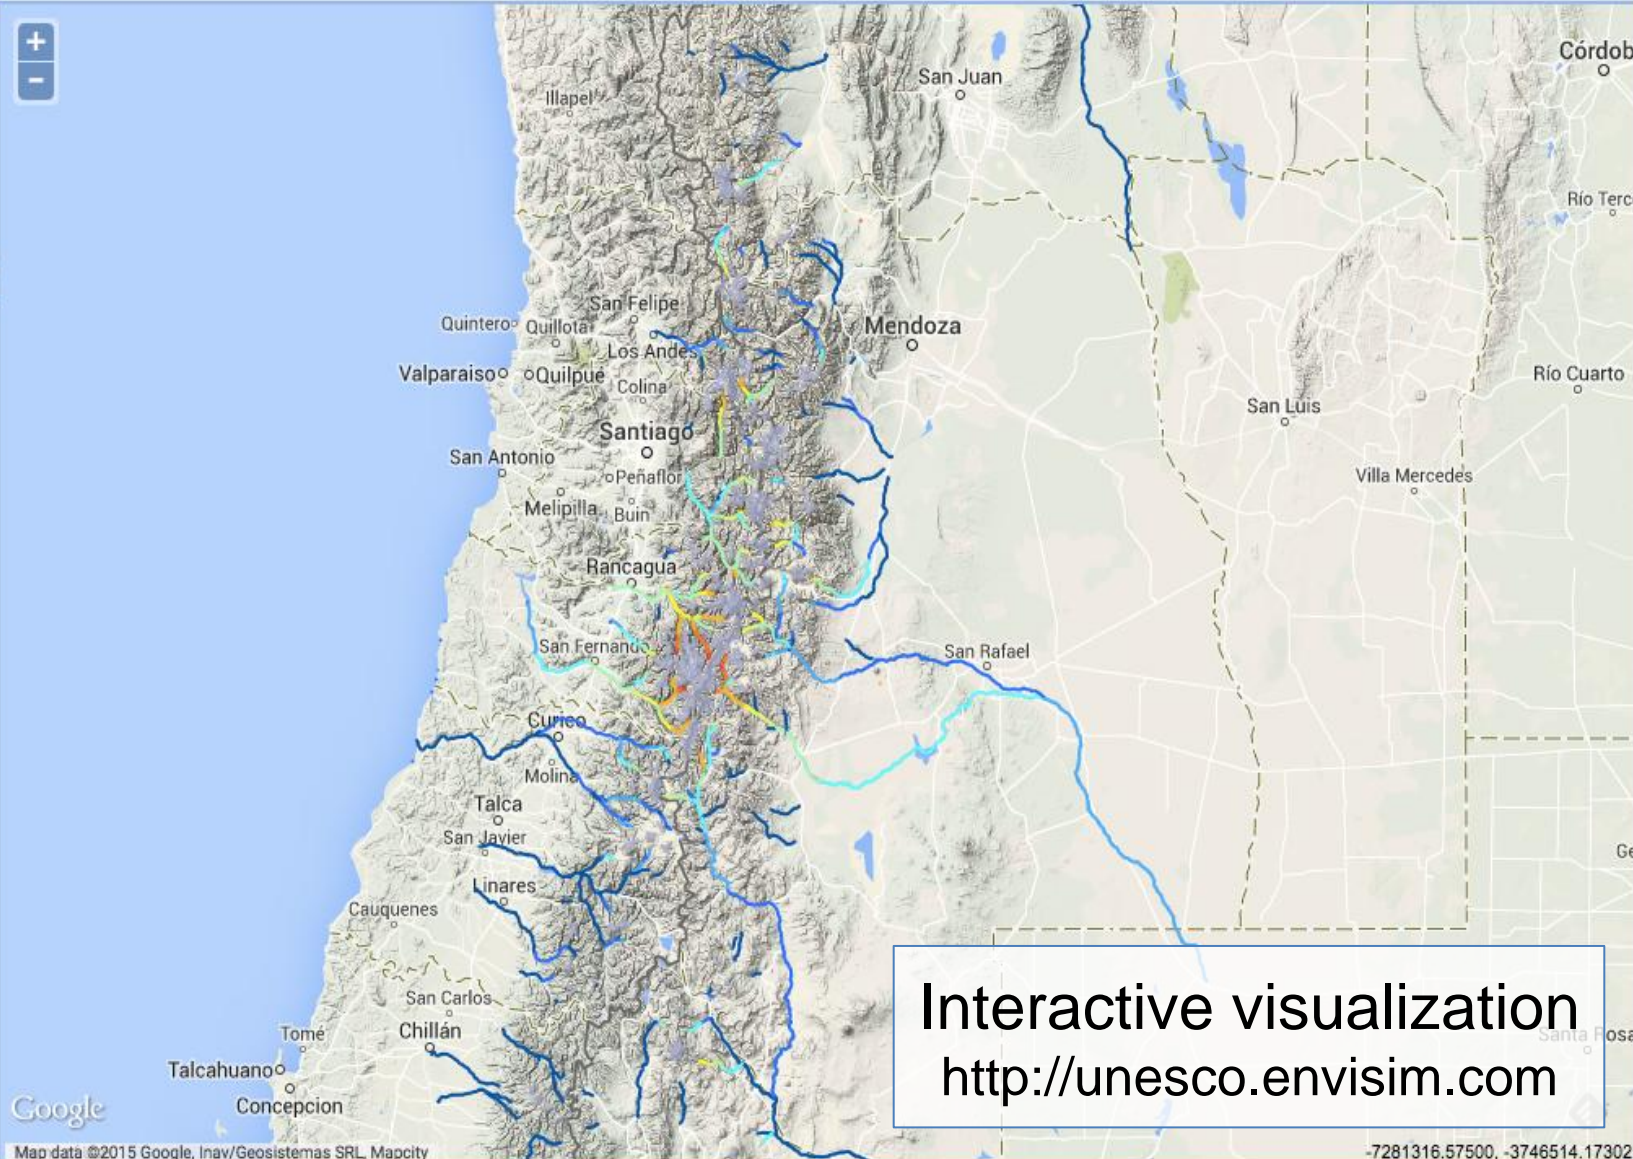 +
−
San Juan
Córdob
Illapel
Río Terc
San Felipe
Quintero
Quillota
Mendoza
Los Andes
Valparaiso
Quilpué
Colina
Río Cuarto
San Luis
Santiago
San Antonio
Peñaflor
Villa Mercedes
Melipilla
Buin
Rancagua
San Fernando
San Rafael
Curico
Molina
Talca
San Javier
Linares
Cauquenes
San Carlos
Chillán
Tomé
Talcahuano
Concepcion
Interactive visualization
http://unesco.envisim.com
Santa Rosa
Google
Map data ©2015 Google, Inav/Geosistemas SRL, Mapcity
-7281316.57500, -3746514.17302